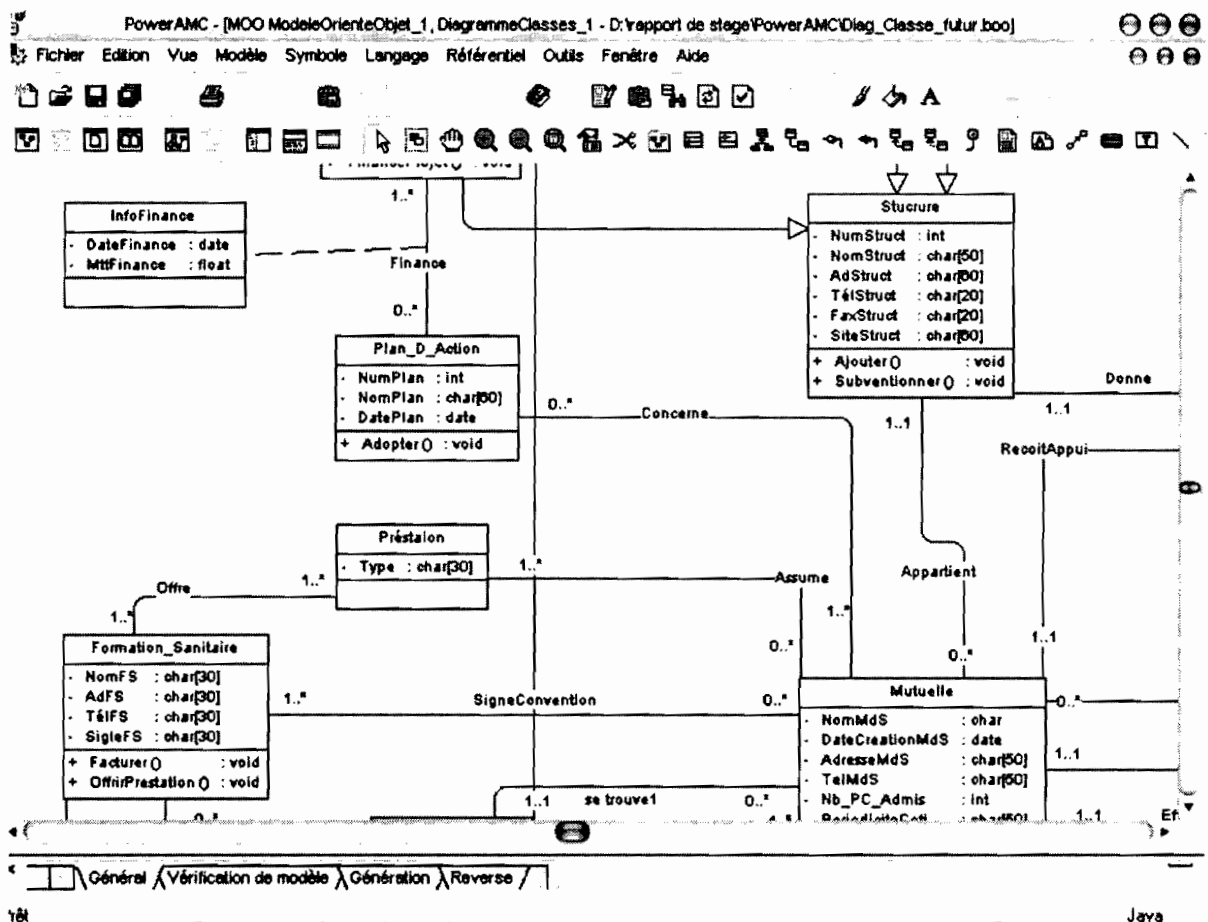 PowerAMC - [MOO ModeleOrienteObjet_1, DiagrammeClasses_1 - D:\rapport de stage\PowerAMC\Diag_Classe_futur.boo]
Fichier Edition Vue Modèle Symbole Langage Référentiel Outils Fenêtre Aide
1..*
InfoFinance
- DateFinance : date
- MttFinance : float
Finance
0..*
Stucrure
- NumStruct : int
- NomStruct : char[50]
- AdStruct : char[60]
- TélStruct : char[20]
- FaxStruct : char[20]
- SiteStruct : char[60]
+ Ajouter() : void
+ Subventionner() : void
Donne
1..1
1..1
RecoitAppui
Plan_D_Action
- NumPlan : int
- NomPlan : char[60]
- DatePlan : date
+ Adopter() : void
0..*
Concerne
Préstaion
- Type : char[30]
1..*
Assume
Appartient
Offre
1..*
1..*
1..*
1..1
0..*
0..*
Formation_Sanitaire
- NomFS : char[30]
- AdFS : char[30]
- TélFS : char[30]
- SigleFS : char[30]
+ Facturer() : void
+ OffrirPrestation() : void
1..*
SigneConvention
0..*
Mutuelle
- NomMdS : char
- DateCreationMdS : date
- AdresseMdS : char[50]
- TelMdS : char[50]
- Nb_PC_Admis : int
0..*
1..1
1..1
se trouve1
0..*
1..1
Ef
0..*
Général Vérification de modèle Génération Reverse
rêt
Java